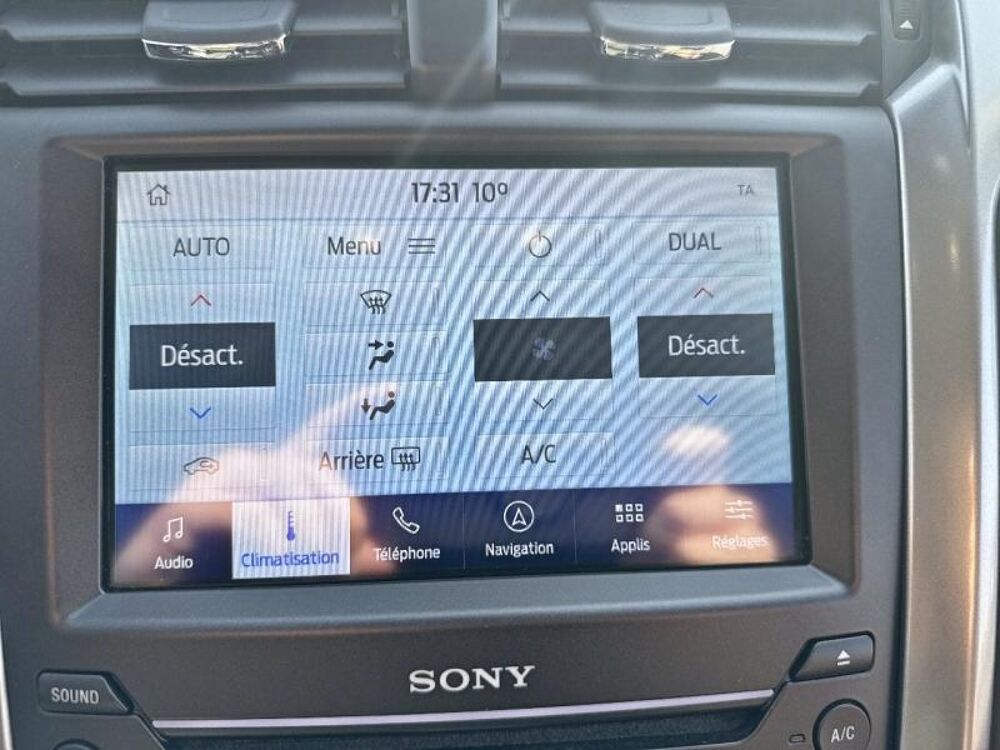 17:31 10°
TA
AUTO
Menu
DUAL
Désact.
Désact.
Arrière
A/C
Audio
Climatisation
Téléphone
Navigation
Applis
Réglages
SONY
SOUND
A/C